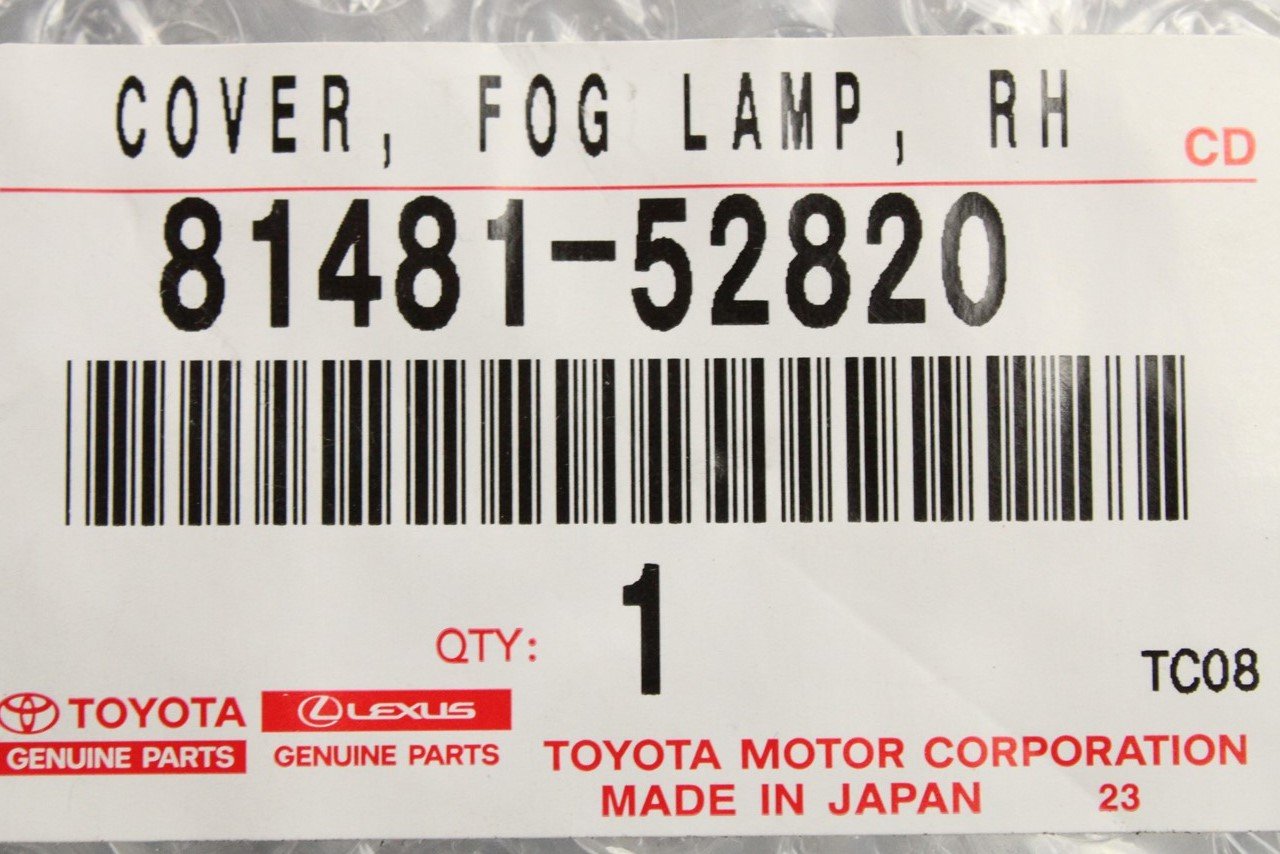 COVER, FOG LAMP, RH
CD
81481-52820
QTY: 1
TC08
TOYOTA
GENUINE PARTS
LEXUS
GENUINE PARTS
TOYOTA MOTOR CORPORATION
MADE IN JAPAN 23